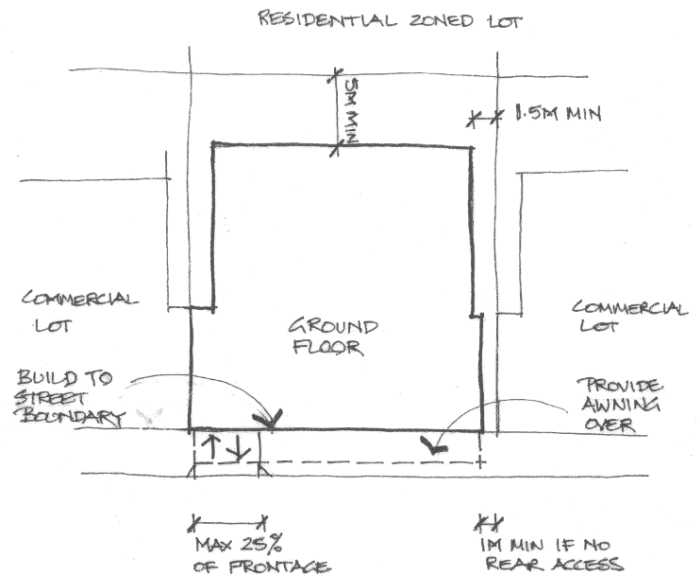 RESIDENTIAL ZONED LOT
5M MIN
1.5M MIN
COMMERCIAL
LOT
GROUND
FLOOR
COMMERCIAL
LOT
BUILD TO
STREET
BOUNDARY
PROVIDE
AWNING
OVER
MAX 25%
OF FRONTAGE
1M MIN IF NO
REAR ACCESS